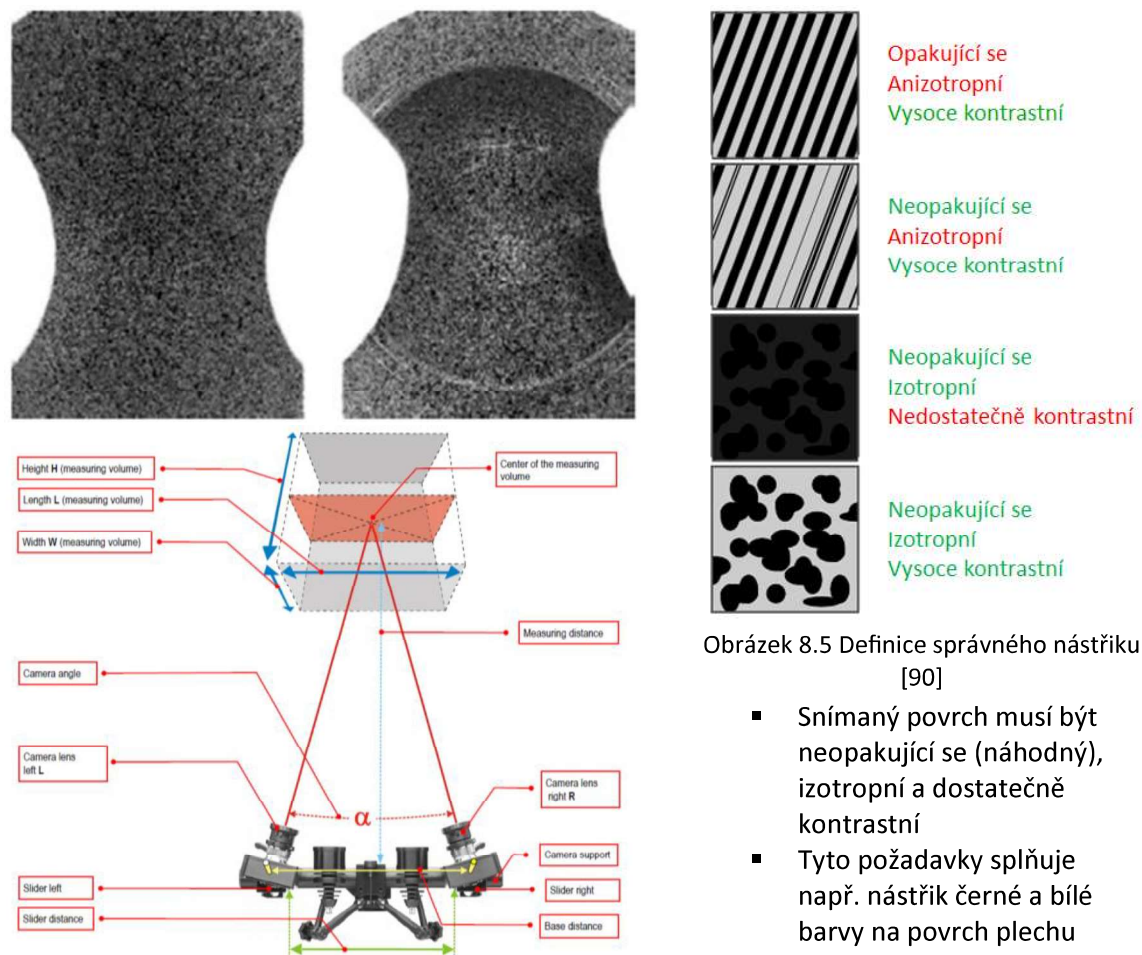 Opakující se
Anizotropní
Vysoce kontrastní
Neopakující se
Anizotropní
Vysoce kontrastní
Neopakující se
Izotropní
Nedostatečně kontrastní
Neopakující se
Izotropní
Vysoce kontrastní
Obrázek 8.5 Definice správného nástřiku
[90]
▪ Snímaný povrch musí být
neopakující se (náhodný),
izotropní a dostatečně
kontrastní
▪ Tyto požadavky splňuje
např. nástřik černé a bílé
barvy na povrch plechu
Height H (measuring volume)
Length L (measuring volume)
Width W (measuring volume)
Center of the measuring
volume
Measuring distance
Camera angle
Camera lens
left L
Camera lens
right R
α
Camera support
Slider left
Slider right
Slider distance
Base distance